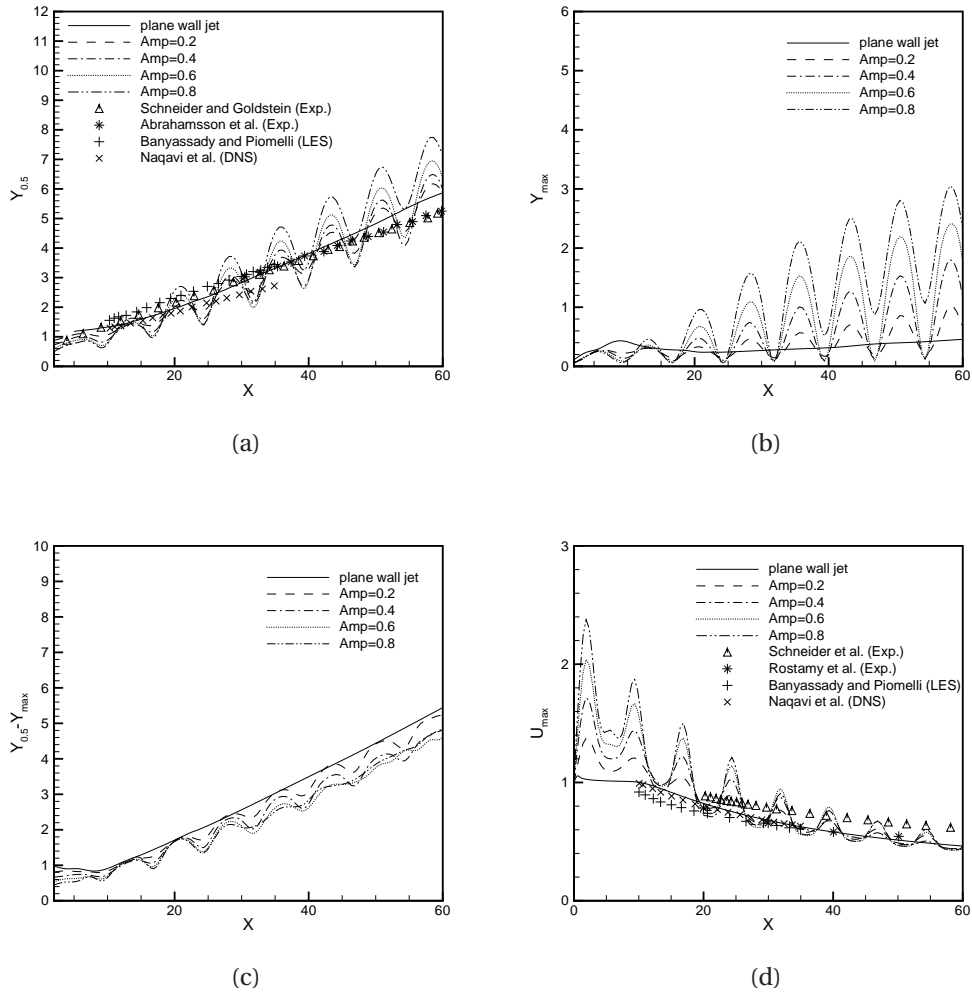 12
11
10
9
8
7
6
5
4
3
2
1
0
Y0.5
20
40
60
X
plane wall jet
Amp=0.2
Amp=0.4
Amp=0.6
Amp=0.8
Schneider and Goldstein (Exp.)
Abrahamsson et al. (Exp.)
Banyassady and Piomelli (LES)
Naqavi et al. (DNS)
(a)
6
5
4
3
2
1
0
Ymax
0
20
40
60
X
plane wall jet
Amp=0.2
Amp=0.4
Amp=0.6
Amp=0.8
(b)
10
9
8
7
6
5
4
3
2
1
0
Y0.5-Ymax
20
40
60
X
plane wall jet
Amp=0.2
Amp=0.4
Amp=0.6
Amp=0.8
(c)
3
2
1
0
Umax
0
20
40
60
X
plane wall jet
Amp=0.2
Amp=0.4
Amp=0.6
Amp=0.8
Schneider et al. (Exp.)
Rostamy et al. (Exp.)
Banyassady and Piomelli (LES)
Naqavi et al. (DNS)
(d)